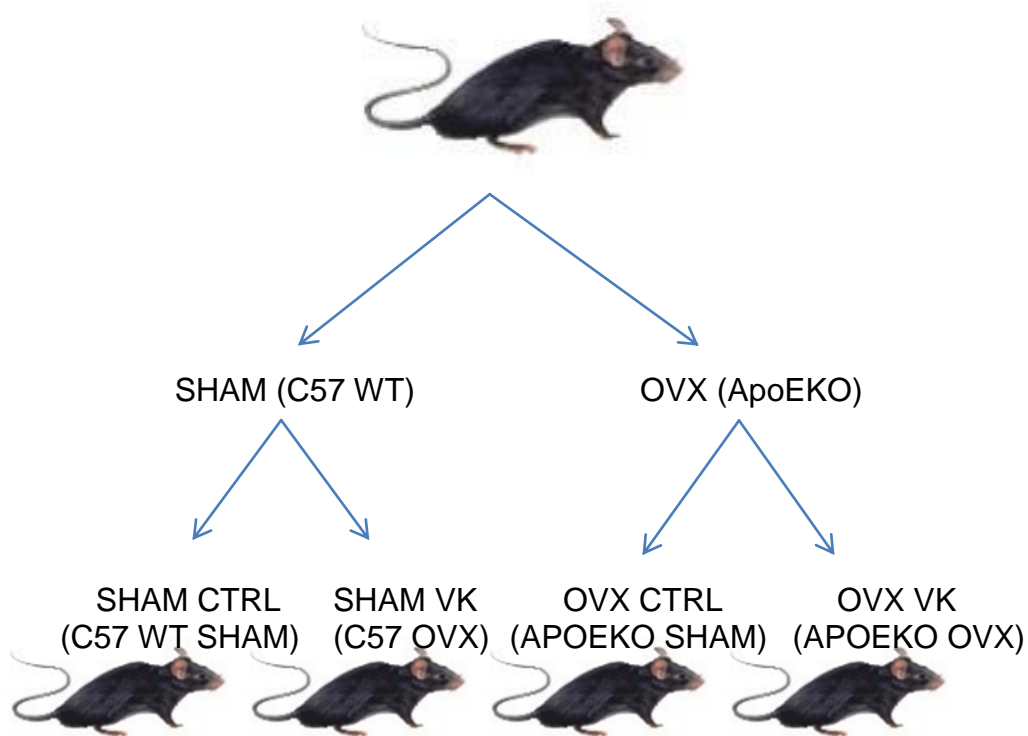 SHAM (C57 WT)
OVX (ApoEKO)
SHAM CTRL
(C57 WT SHAM)
SHAM VK
(C57 OVX)
OVX CTRL
(APOEKO SHAM)
OVX VK
(APOEKO OVX)